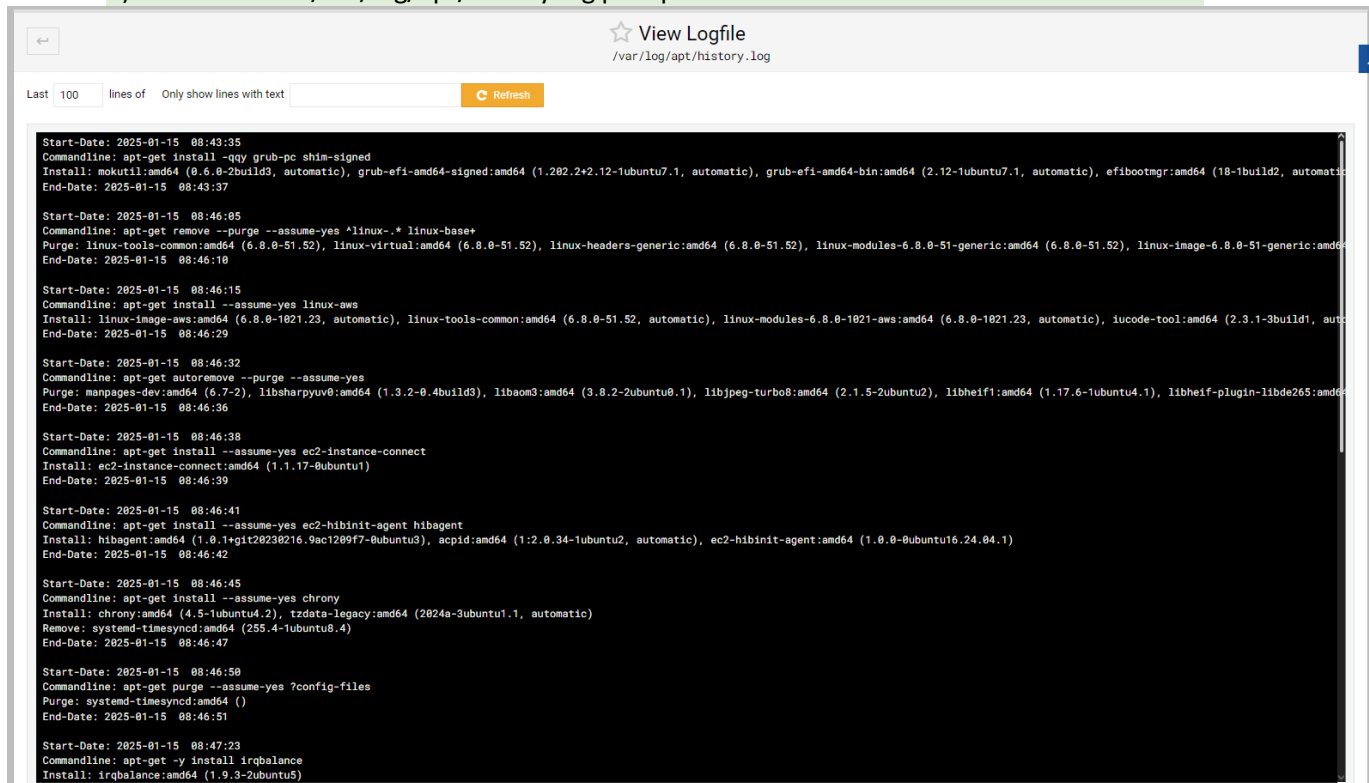 View Logfile
/var/log/apt/history.log
Last 100 lines of Only show lines with text Refresh
Start-Date: 2025-01-15  08:43:35
Commandline: apt-get install -qqy grub-pc shim-signed
Install: mokutil:amd64 (0.6.0-2build3, automatic), grub-efi-amd64-signed:amd64 (1.202.2+2.12-1ubuntu7.1, automatic), grub-efi-amd64-bin:amd64 (2.12-1ubuntu7.1, automatic), efibootmgr:amd64 (18-1build2, automatic
End-Date: 2025-01-15  08:43:37
Start-Date: 2025-01-15  08:46:05
Commandline: apt-get remove --purge --assume-yes ^linux-.* linux-base+
Purge: linux-tools-common:amd64 (6.8.0-51.52), linux-virtual:amd64 (6.8.0-51.52), linux-headers-generic:amd64 (6.8.0-51.52), linux-modules-6.8.0-51-generic:amd64 (6.8.0-51.52), linux-image-6.8.0-51-generic:amd64
End-Date: 2025-01-15  08:46:10
Start-Date: 2025-01-15  08:46:15
Commandline: apt-get install --assume-yes linux-aws
Install: linux-image-aws:amd64 (6.8.0-1021.23, automatic), linux-tools-common:amd64 (6.8.0-51.52, automatic), linux-modules-6.8.0-1021-aws:amd64 (6.8.0-1021.23, automatic), iucode-tool:amd64 (2.3.1-3build1, auto
End-Date: 2025-01-15  08:46:29
Start-Date: 2025-01-15  08:46:32
Commandline: apt-get autoremove --purge --assume-yes
Purge: manpages-dev:amd64 (6.7-2), libsharpyuv0:amd64 (1.3.2-0.4build3), libaom3:amd64 (3.8.2-2ubuntu0.1), libjpeg-turbo8:amd64 (2.1.5-2ubuntu2), libheif1:amd64 (1.17.6-1ubuntu4.1), libheif-plugin-libde265:amd64
End-Date: 2025-01-15  08:46:36
Start-Date: 2025-01-15  08:46:38
Commandline: apt-get install --assume-yes ec2-instance-connect
Install: ec2-instance-connect:amd64 (1.1.17-0ubuntu1)
End-Date: 2025-01-15  08:46:39
Start-Date: 2025-01-15  08:46:41
Commandline: apt-get install --assume-yes ec2-hibinit-agent hibagent
Install: hibagent:amd64 (1.0.1+git20230216.9ac1209f7-0ubuntu3), acpid:amd64 (1:2.0.34-1ubuntu2, automatic), ec2-hibinit-agent:amd64 (1.0.0-0ubuntu16.24.04.1)
End-Date: 2025-01-15  08:46:42
Start-Date: 2025-01-15  08:46:45
Commandline: apt-get install --assume-yes chrony
Install: chrony:amd64 (4.5-1ubuntu4.2), tzdata-legacy:amd64 (2024a-3ubuntu1.1, automatic)
Remove: systemd-timesyncd:amd64 (255.4-1ubuntu8.4)
End-Date: 2025-01-15  08:46:47
Start-Date: 2025-01-15  08:46:50
Commandline: apt-get purge --assume-yes ?config-files
Purge: systemd-timesyncd:amd64 ()
End-Date: 2025-01-15  08:46:51
Start-Date: 2025-01-15  08:47:23
Commandline: apt-get -y install irqbalance
Install: irqbalance:amd64 (1.9.3-2ubuntu5)